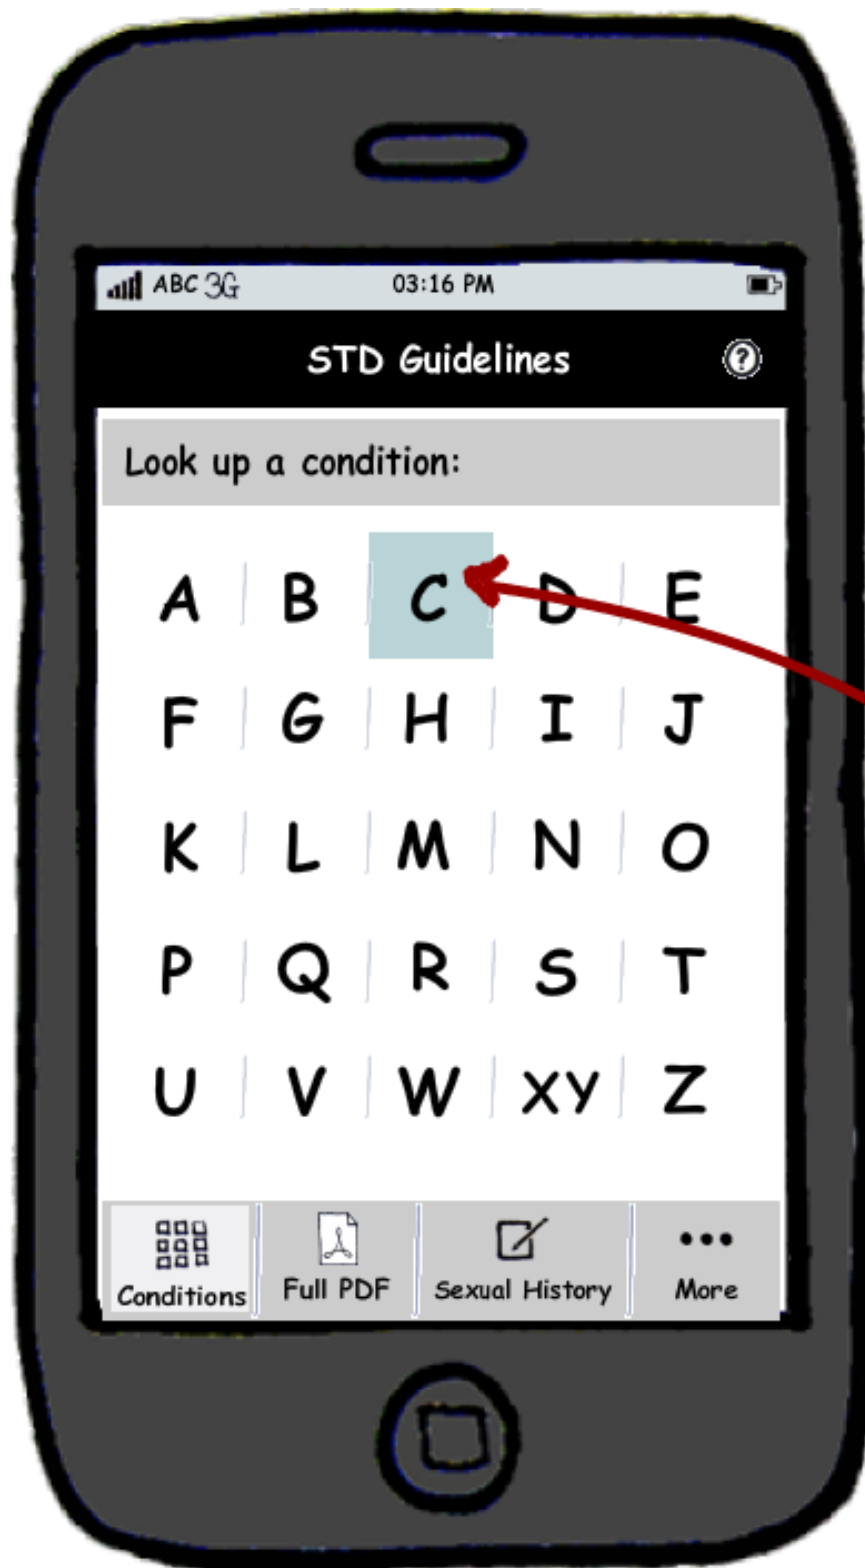 ABC 3G 03:16 PM
STD Guidelines ?
Look up a condition:
A B C D E
F G H I J
K L M N O
P Q R S T
U V W XY Z
Conditions Full PDF Sexual History More